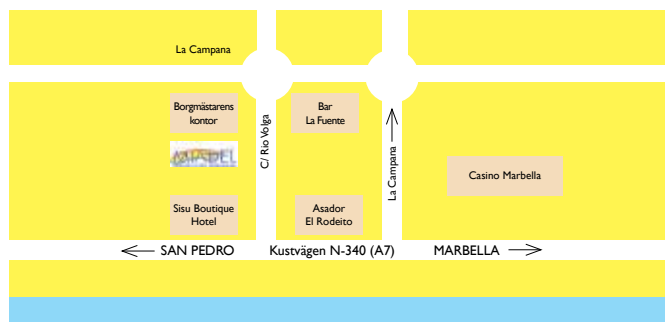 La Campana
Borgmästarens
kontor
Bar
La Fuente
MIADEL
C/ Rio Volga
La Campana
Casino Marbella
Sisu Boutique
Hotel
Asador
El Rodeito
SAN PEDRO
Kustvägen N-340 (A7)
MARBELLA